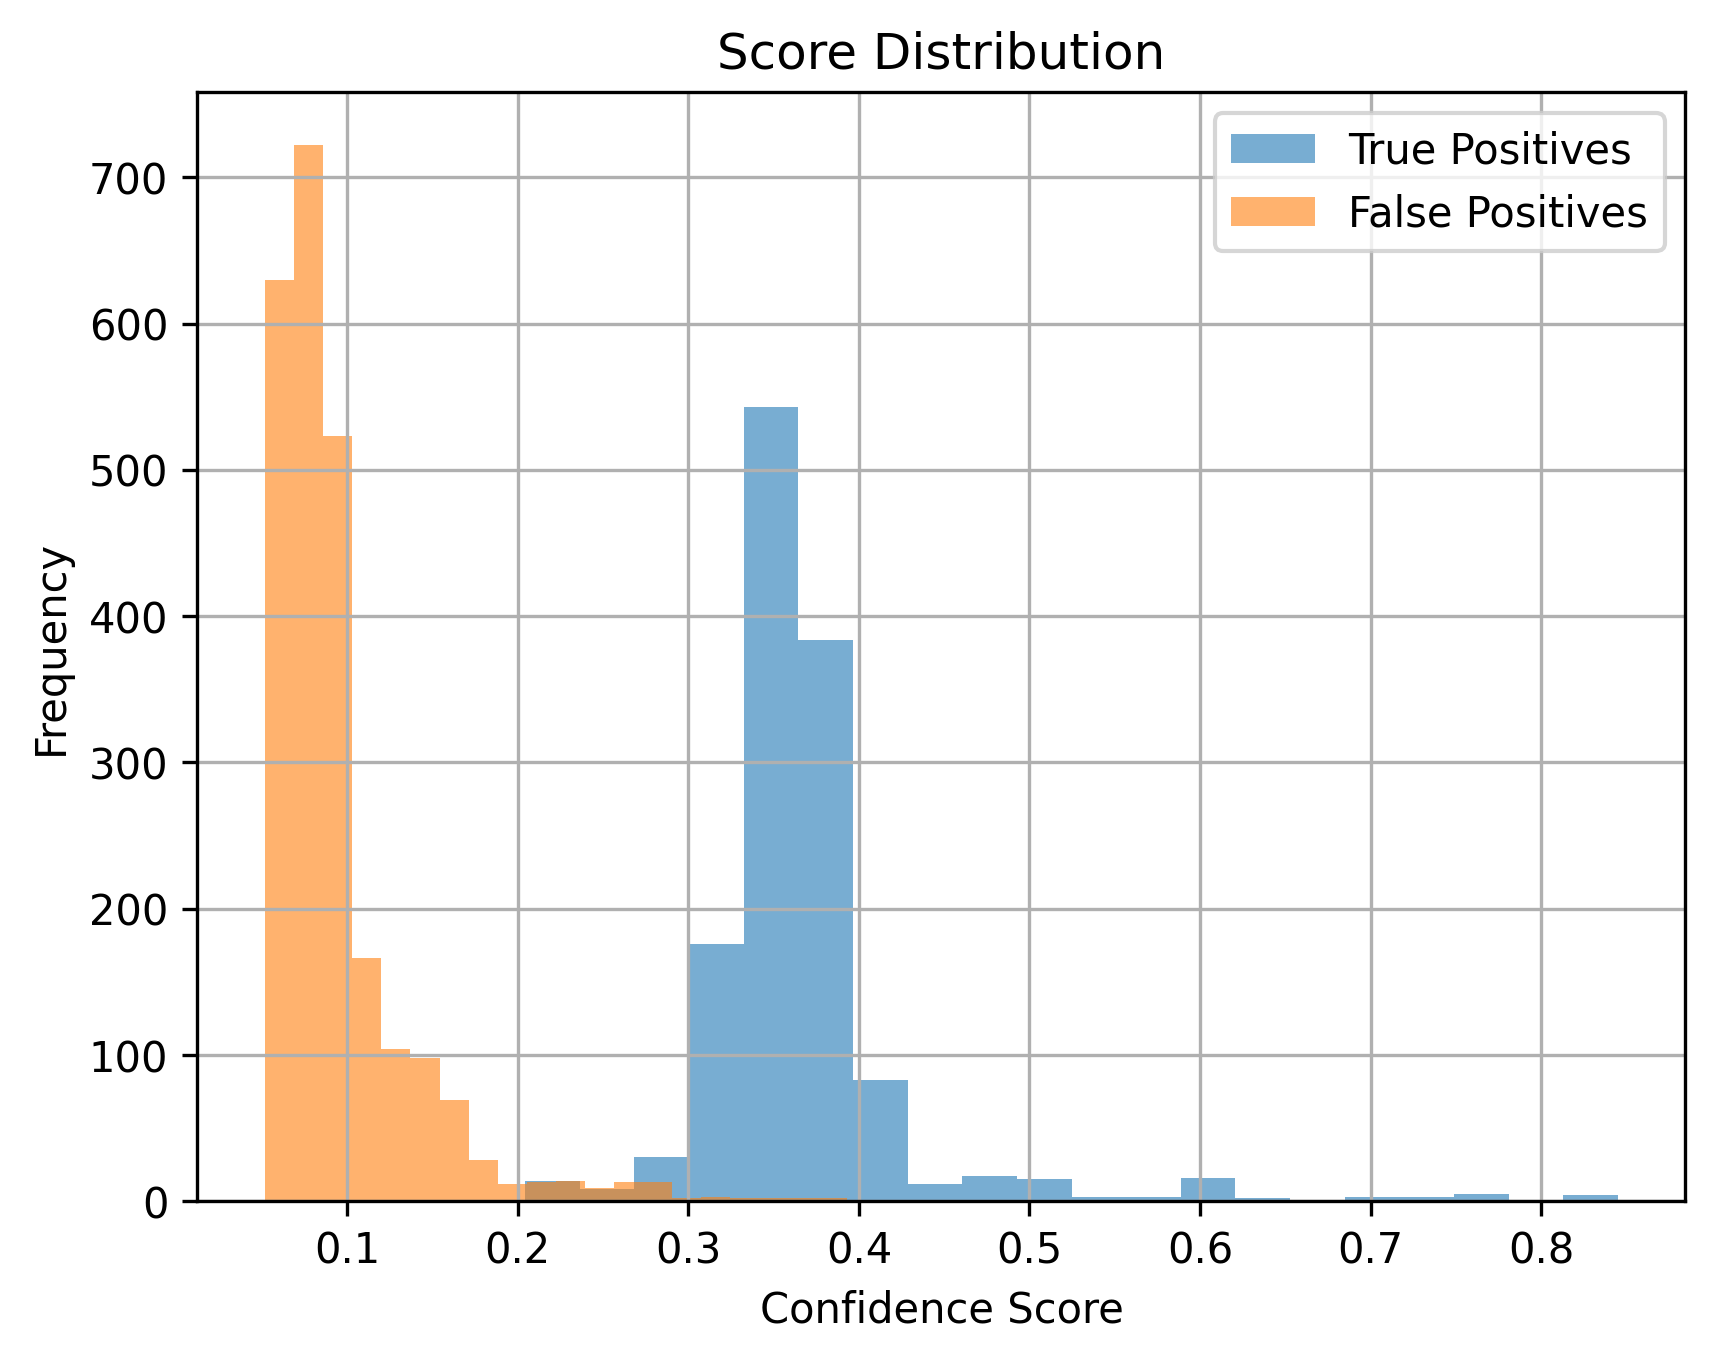 Score Distribution
True Positives
False Positives
700
600
500
400
300
200
100
0
Frequency
0.1 0.2 0.3 0.4 0.5 0.6 0.7 0.8
Confidence Score